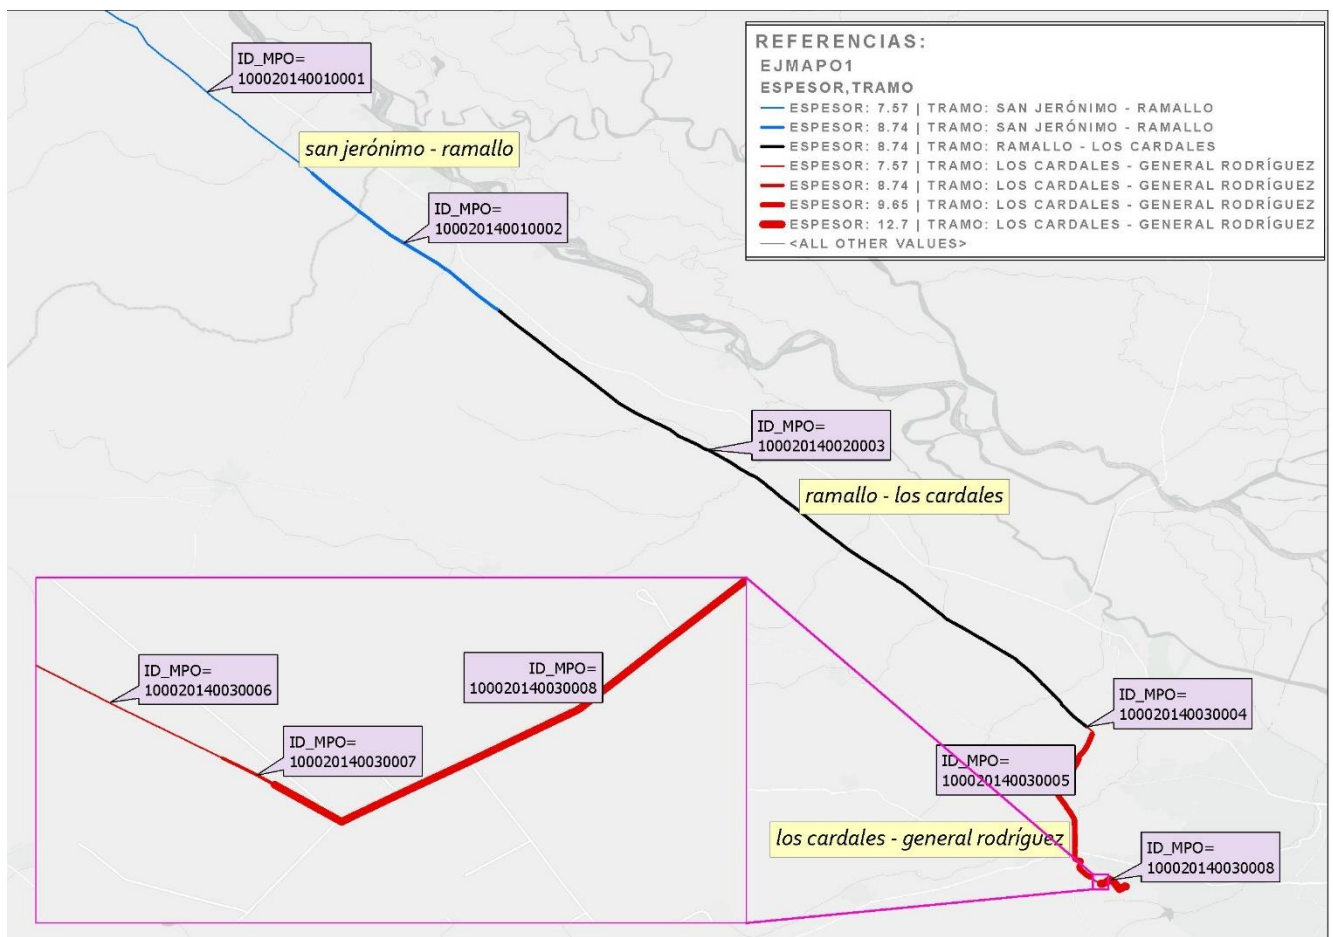 REFERENCIAS:
EJMAPO1
ESPESOR,TRAMO
ESPESOR: 7.57 | TRAMO: SAN JERÓNIMO - RAMALLO
ESPESOR: 8.74 | TRAMO: SAN JERÓNIMO - RAMALLO
ESPESOR: 8.74 | TRAMO: RAMALLO - LOS CARDALES
ESPESOR: 7.57 | TRAMO: LOS CARDALES - GENERAL RODRÍGUEZ
ESPESOR: 8.74 | TRAMO: LOS CARDALES - GENERAL RODRÍGUEZ
ESPESOR: 9.65 | TRAMO: LOS CARDALES - GENERAL RODRÍGUEZ
ESPESOR: 12.7 | TRAMO: LOS CARDALES - GENERAL RODRÍGUEZ
<ALL OTHER VALUES>
ID_MPO=
100020140010001
san jerónimo - ramallo
ID_MPO=
100020140010002
ID_MPO=
100020140020003
ramallo - los cardales
ID_MPO=
100020140030004
ID_MPO=
100020140030005
los cardales - general rodríguez
ID_MPO=
100020140030008
ID_MPO=
100020140030006
ID_MPO=
100020140030007
ID_MPO=
100020140030008